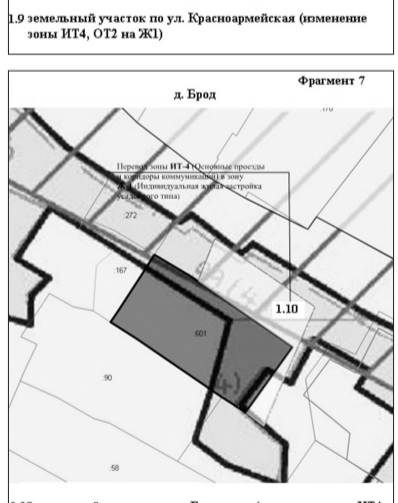 1.9 земельный участок по ул. Красноармейская (изменение
зоны ИТ4, ОТ2 на Ж1)
Фрагмент 7
д. Брод
Перевод зоны ИТ-4 (Основные проезды
и коридоры коммуникаций) в зону
(Индивидуальная жилая застройка
усадебного типа)
:272
:167
1.10
:601
:90
:58